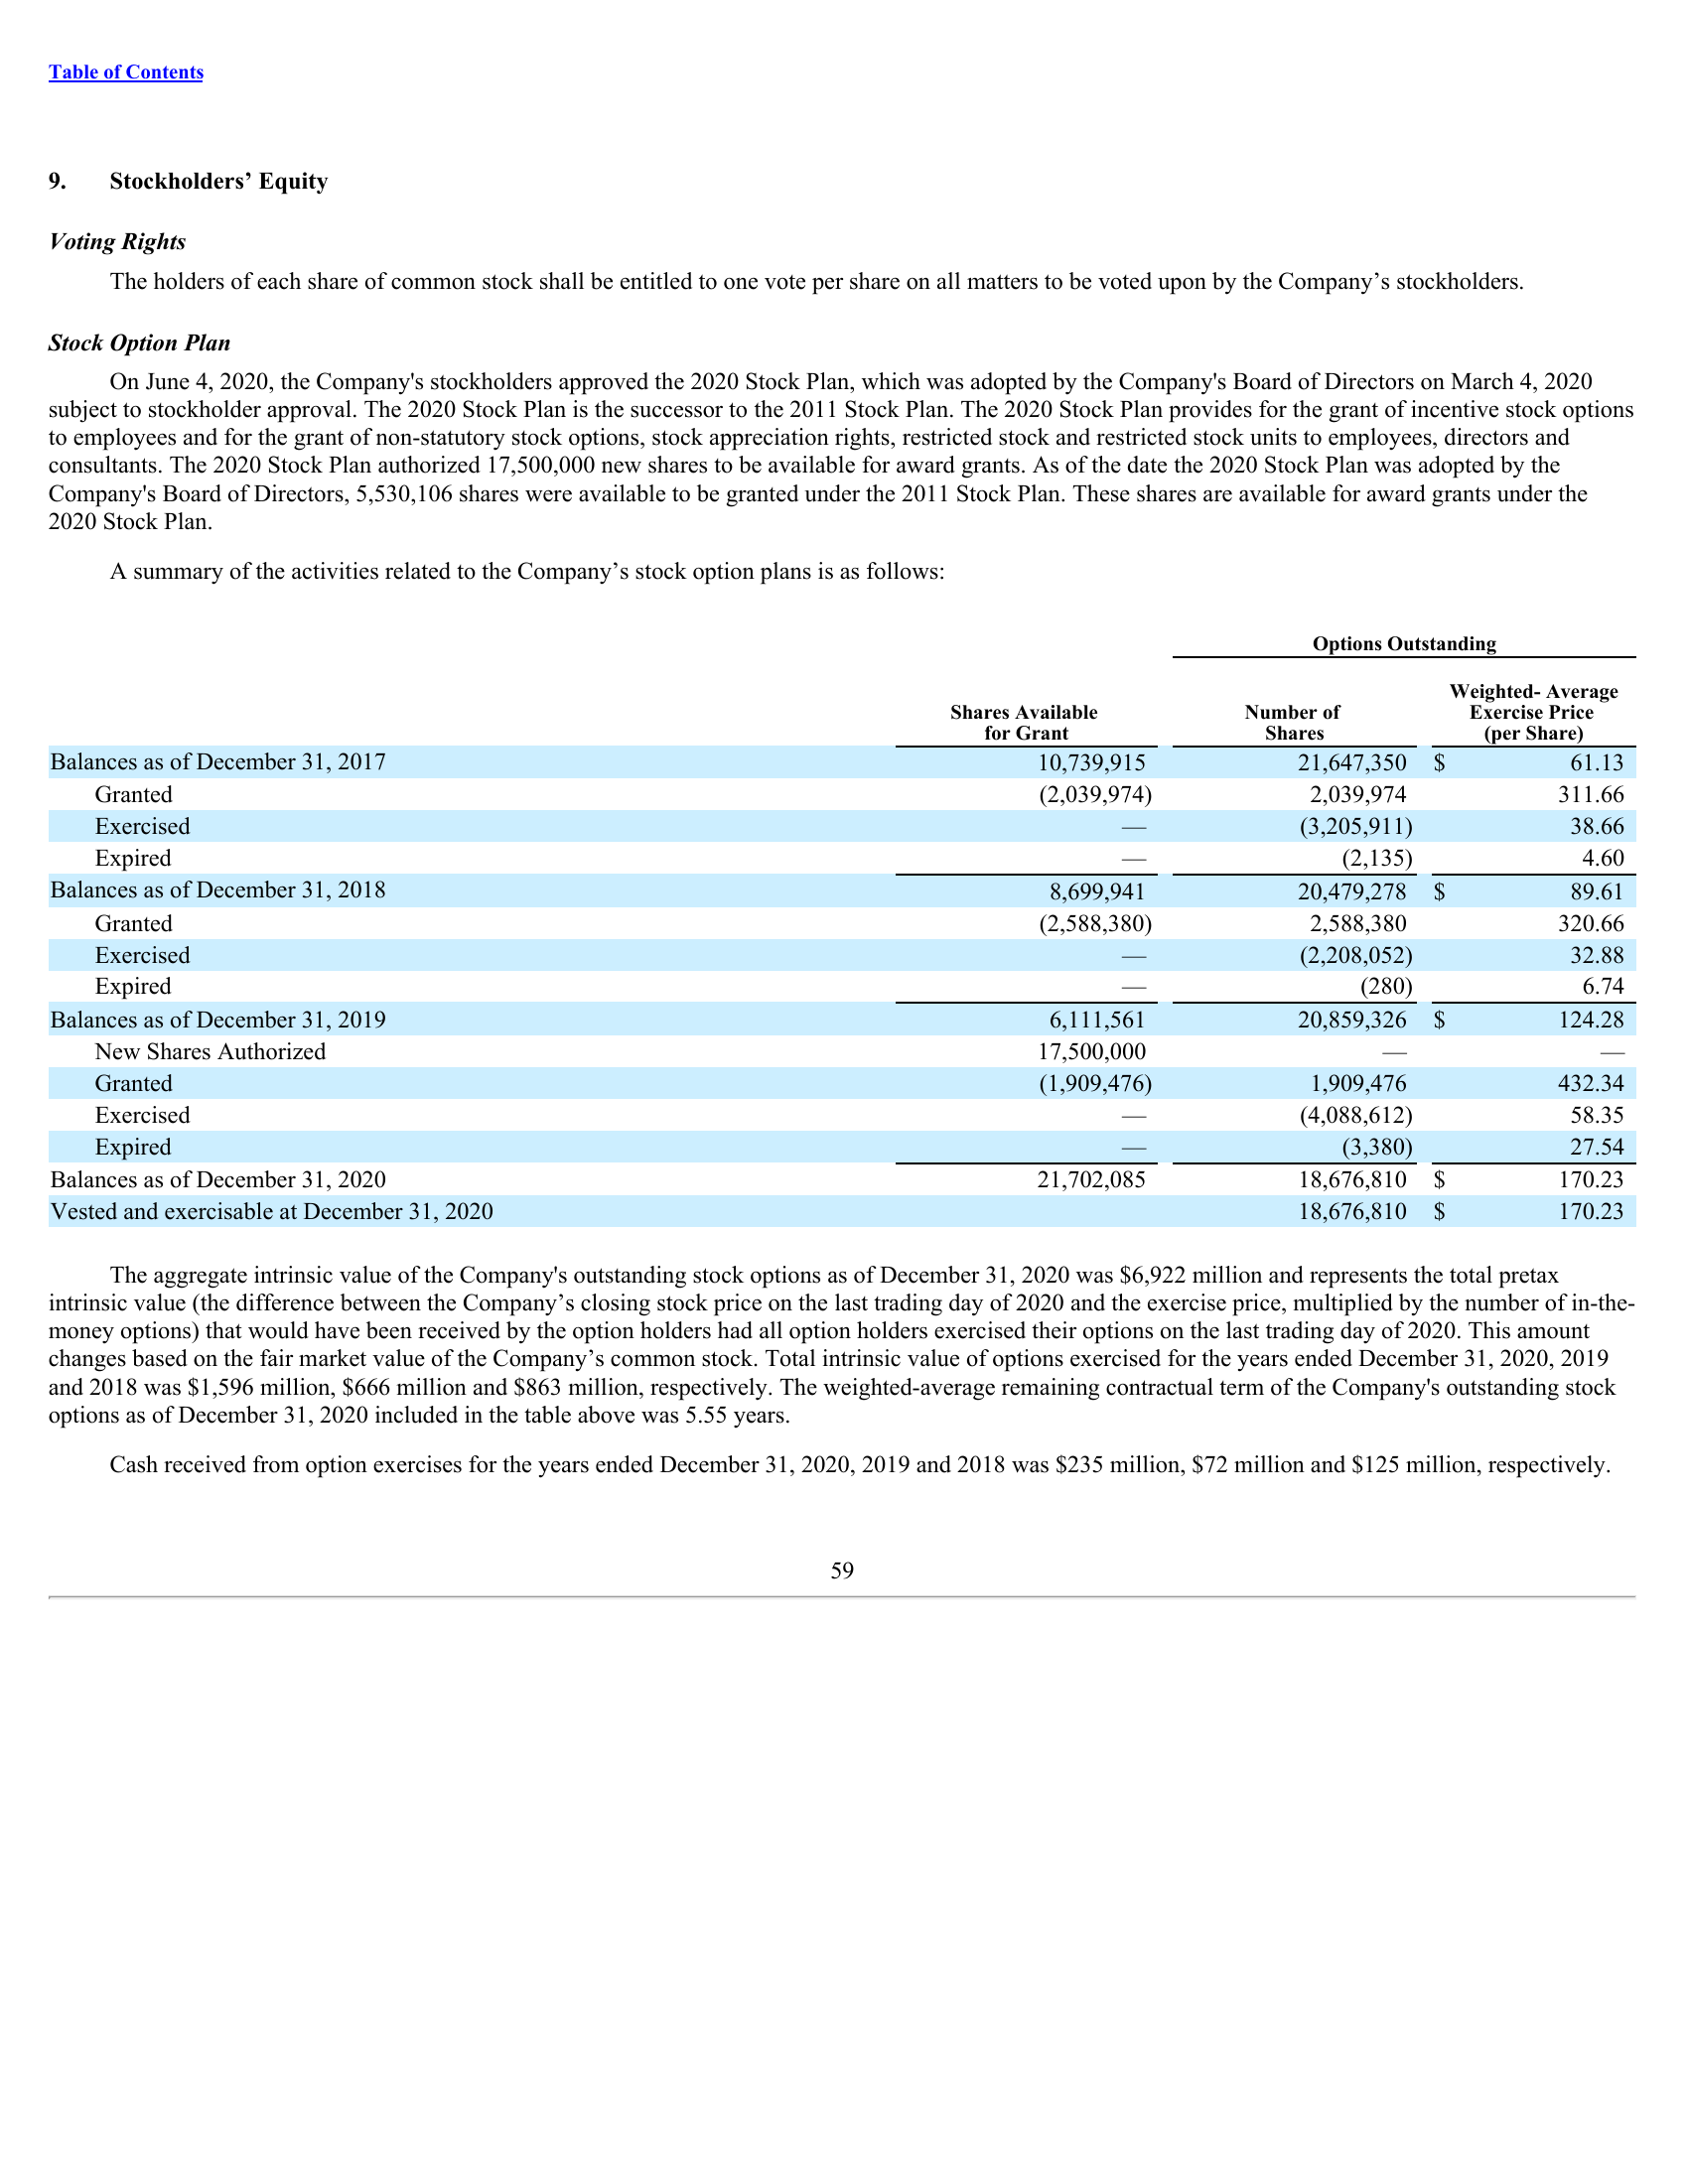 Table of Contents
9. Stockholders’ Equity
Voting Rights
The holders of each share of common stock shall be entitled to one vote per share on all matters to be voted upon by the Company’s stockholders.
Stock Option Plan
On June 4, 2020, the Company's stockholders approved the 2020 Stock Plan, which was adopted by the Company's Board of Directors on March 4, 2020
subject to stockholder approval. The 2020 Stock Plan is the successor to the 2011 Stock Plan. The 2020 Stock Plan provides for the grant of incentive stock options
to employees and for the grant of non-statutory stock options, stock appreciation rights, restricted stock and restricted stock units to employees, directors and
consultants. The 2020 Stock Plan authorized 17,500,000 new shares to be available for award grants. As of the date the 2020 Stock Plan was adopted by the
Company's Board of Directors, 5,530,106 shares were available to be granted under the 2011 Stock Plan. These shares are available for award grants under the
2020 Stock Plan.
A summary of the activities related to the Company’s stock option plans is as follows:
Options Outstanding
Shares Available for Grant Number of Shares Weighted- Average Exercise Price (per Share)
Balances as of December 31, 2017 10,739,915 21,647,350 $ 61.13
Granted (2,039,974) 2,039,974 311.66
Exercised — (3,205,911) 38.66
Expired — (2,135) 4.60
Balances as of December 31, 2018 8,699,941 20,479,278 $ 89.61
Granted (2,588,380) 2,588,380 320.66
Exercised — (2,208,052) 32.88
Expired — (280) 6.74
Balances as of December 31, 2019 6,111,561 20,859,326 $ 124.28
New Shares Authorized 17,500,000 — —
Granted (1,909,476) 1,909,476 432.34
Exercised — (4,088,612) 58.35
Expired — (3,380) 27.54
Balances as of December 31, 2020 21,702,085 18,676,810 $ 170.23
Vested and exercisable at December 31, 2020 18,676,810 $ 170.23
The aggregate intrinsic value of the Company's outstanding stock options as of December 31, 2020 was $6,922 million and represents the total pretax
intrinsic value (the difference between the Company’s closing stock price on the last trading day of 2020 and the exercise price, multiplied by the number of in-the-
money options) that would have been received by the option holders had all option holders exercised their options on the last trading day of 2020. This amount
changes based on the fair market value of the Company’s common stock. Total intrinsic value of options exercised for the years ended December 31, 2020, 2019
and 2018 was $1,596 million, $666 million and $863 million, respectively. The weighted-average remaining contractual term of the Company's outstanding stock
options as of December 31, 2020 included in the table above was 5.55 years.
Cash received from option exercises for the years ended December 31, 2020, 2019 and 2018 was $235 million, $72 million and $125 million, respectively.
59